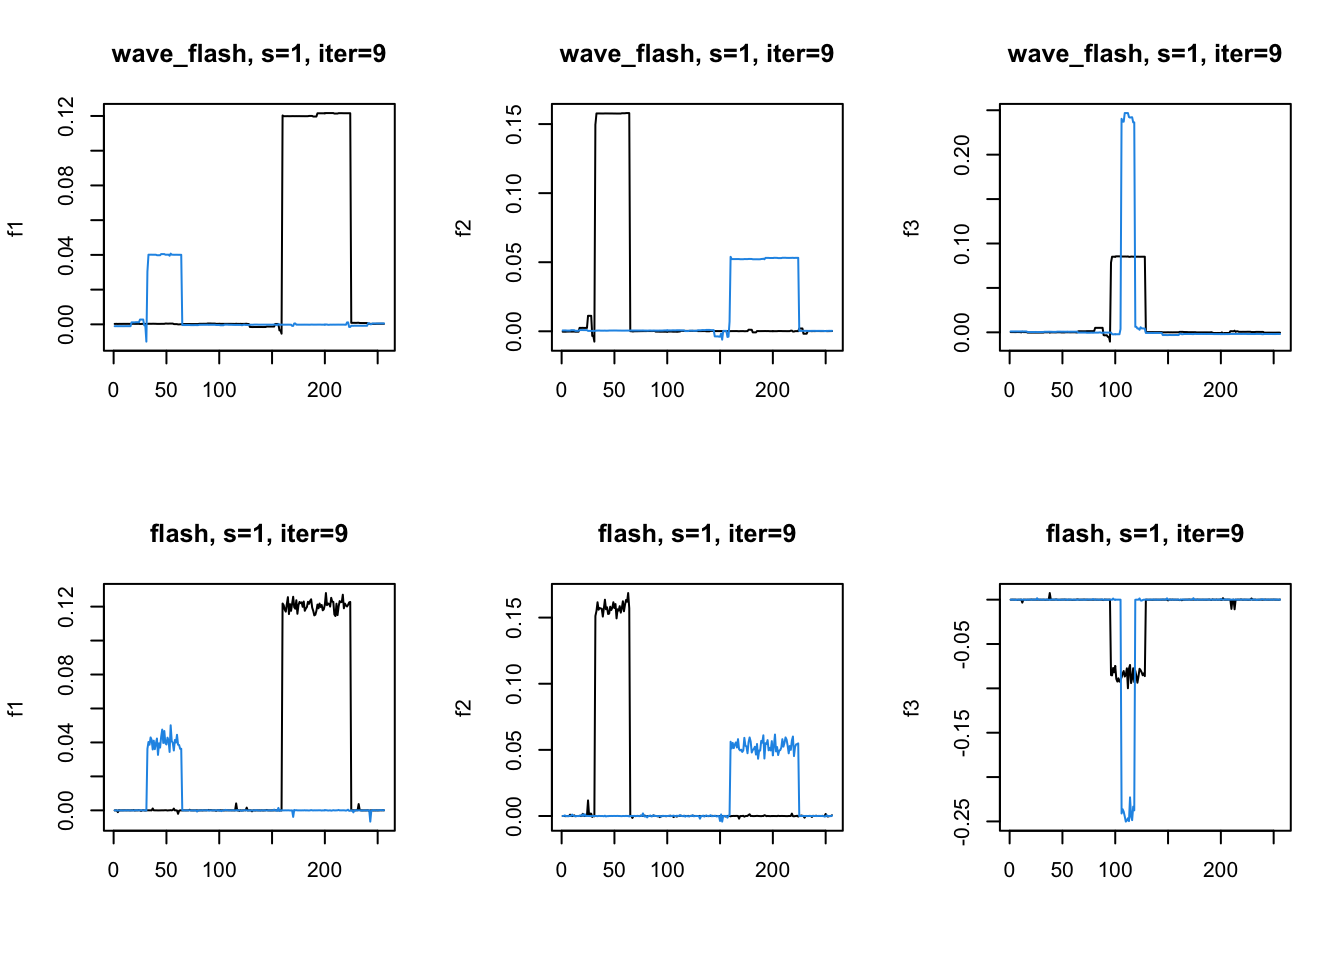 wave_flash, s=1, iter=9
wave_flash, s=1, iter=9
wave_flash, s=1, iter=9
f1
0.00 0.04 0.08 0.12
0 50 100 200
f2
0.00 0.05 0.10 0.15
0 50 100 200
f3
0.00 0.10 0.20
0 50 100 200
flash, s=1, iter=9
flash, s=1, iter=9
flash, s=1, iter=9
f1
0.00 0.04 0.08 0.12
0 50 100 200
f2
0.00 0.05 0.10 0.15
0 50 100 200
f3
-0.25 -0.15 -0.05
0 50 100 200